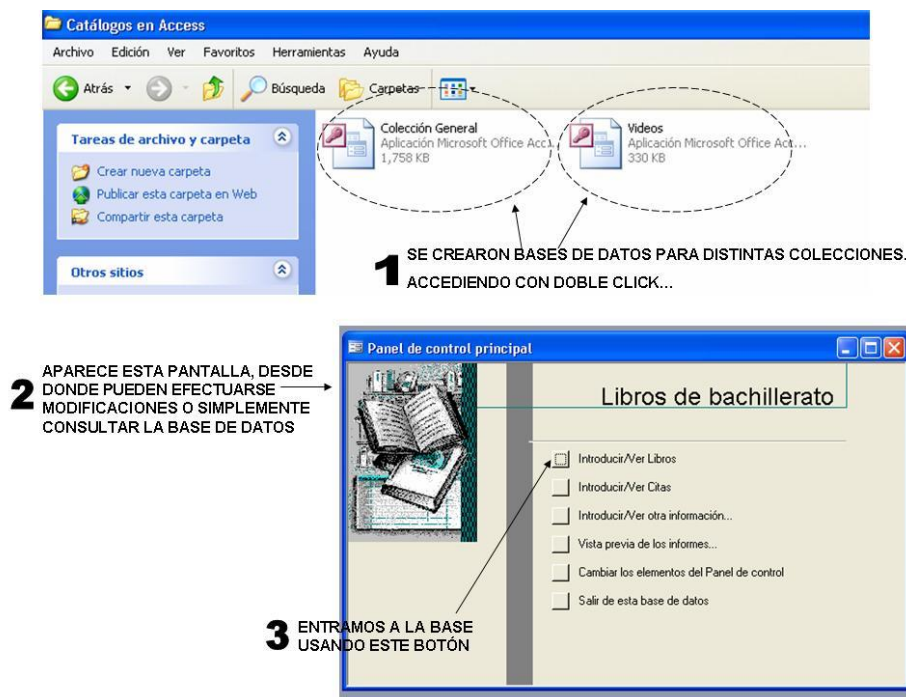 Catálogos en Access
Archivo Edición Ver Favoritos Herramientas Ayuda
Atrás Búsqueda Carpetas
Tareas de archivo y carpeta
Crear nueva carpeta
Publicar esta carpeta en Web
Compartir esta carpeta
Otros sitios
Colección General
Aplicación Microsoft Office Acc...
1,758 KB
Videos
Aplicación Microsoft Office Acc...
330 KB
1 SE CREARON BASES DE DATOS PARA DISTINTAS COLECCIONES.
ACCEDIENDO CON DOBLE CLICK...
2 APARECE ESTA PANTALLA, DESDE
DONDE PUEDEN EFECTUARSE
MODIFICACIONES O SIMPLEMENTE
CONSULTAR LA BASE DE DATOS
Panel de control principal
Libros de bachillerato
Introducir/Ver Libros
Introducir/Ver Citas
Introducir/Ver otra información...
Vista previa de los informes...
Cambiar los elementos del Panel de control
Salir de esta base de datos
3 ENTRAMOS A LA BASE
USANDO ESTE BOTÓN